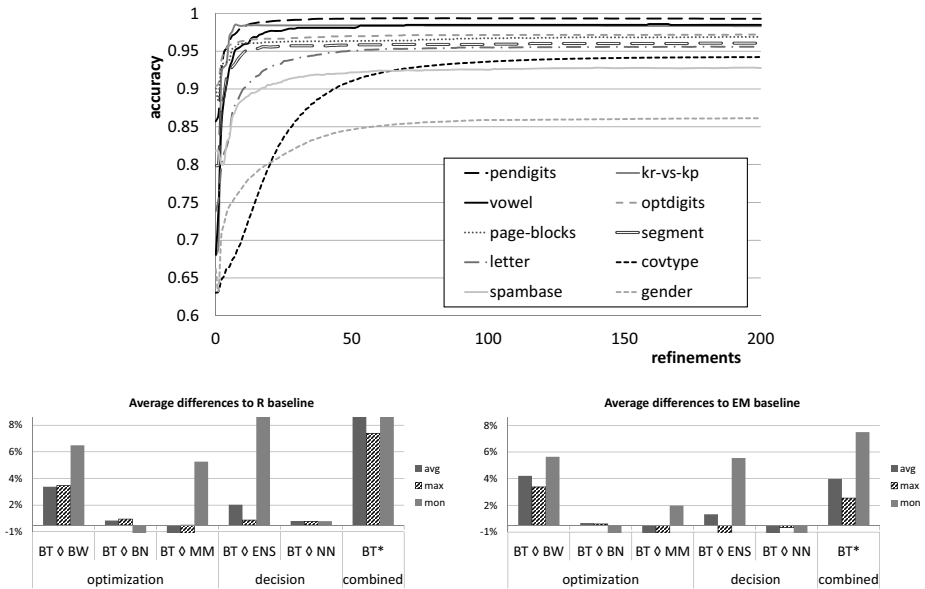 1
0.95
0.9
0.85
0.8
0.75
0.7
0.65
0.6
accuracy
0 50 100 150 200
refinements
pendigits kr-vs-kp
vowel optdigits
page-blocks segment
letter covtype
spambase gender
Average differences to R baseline
8%
6%
4%
2%
-1%
avg
max
mon
BT ◊ BW BT ◊ BN BT ◊ MM BT ◊ ENS BT ◊ NN BT*
optimization decision combined
Average differences to EM baseline
8%
6%
4%
2%
-1%
avg
max
mon
BT ◊ BW BT ◊ BN BT ◊ MM BT ◊ ENS BT ◊ NN BT*
optimization decision combined